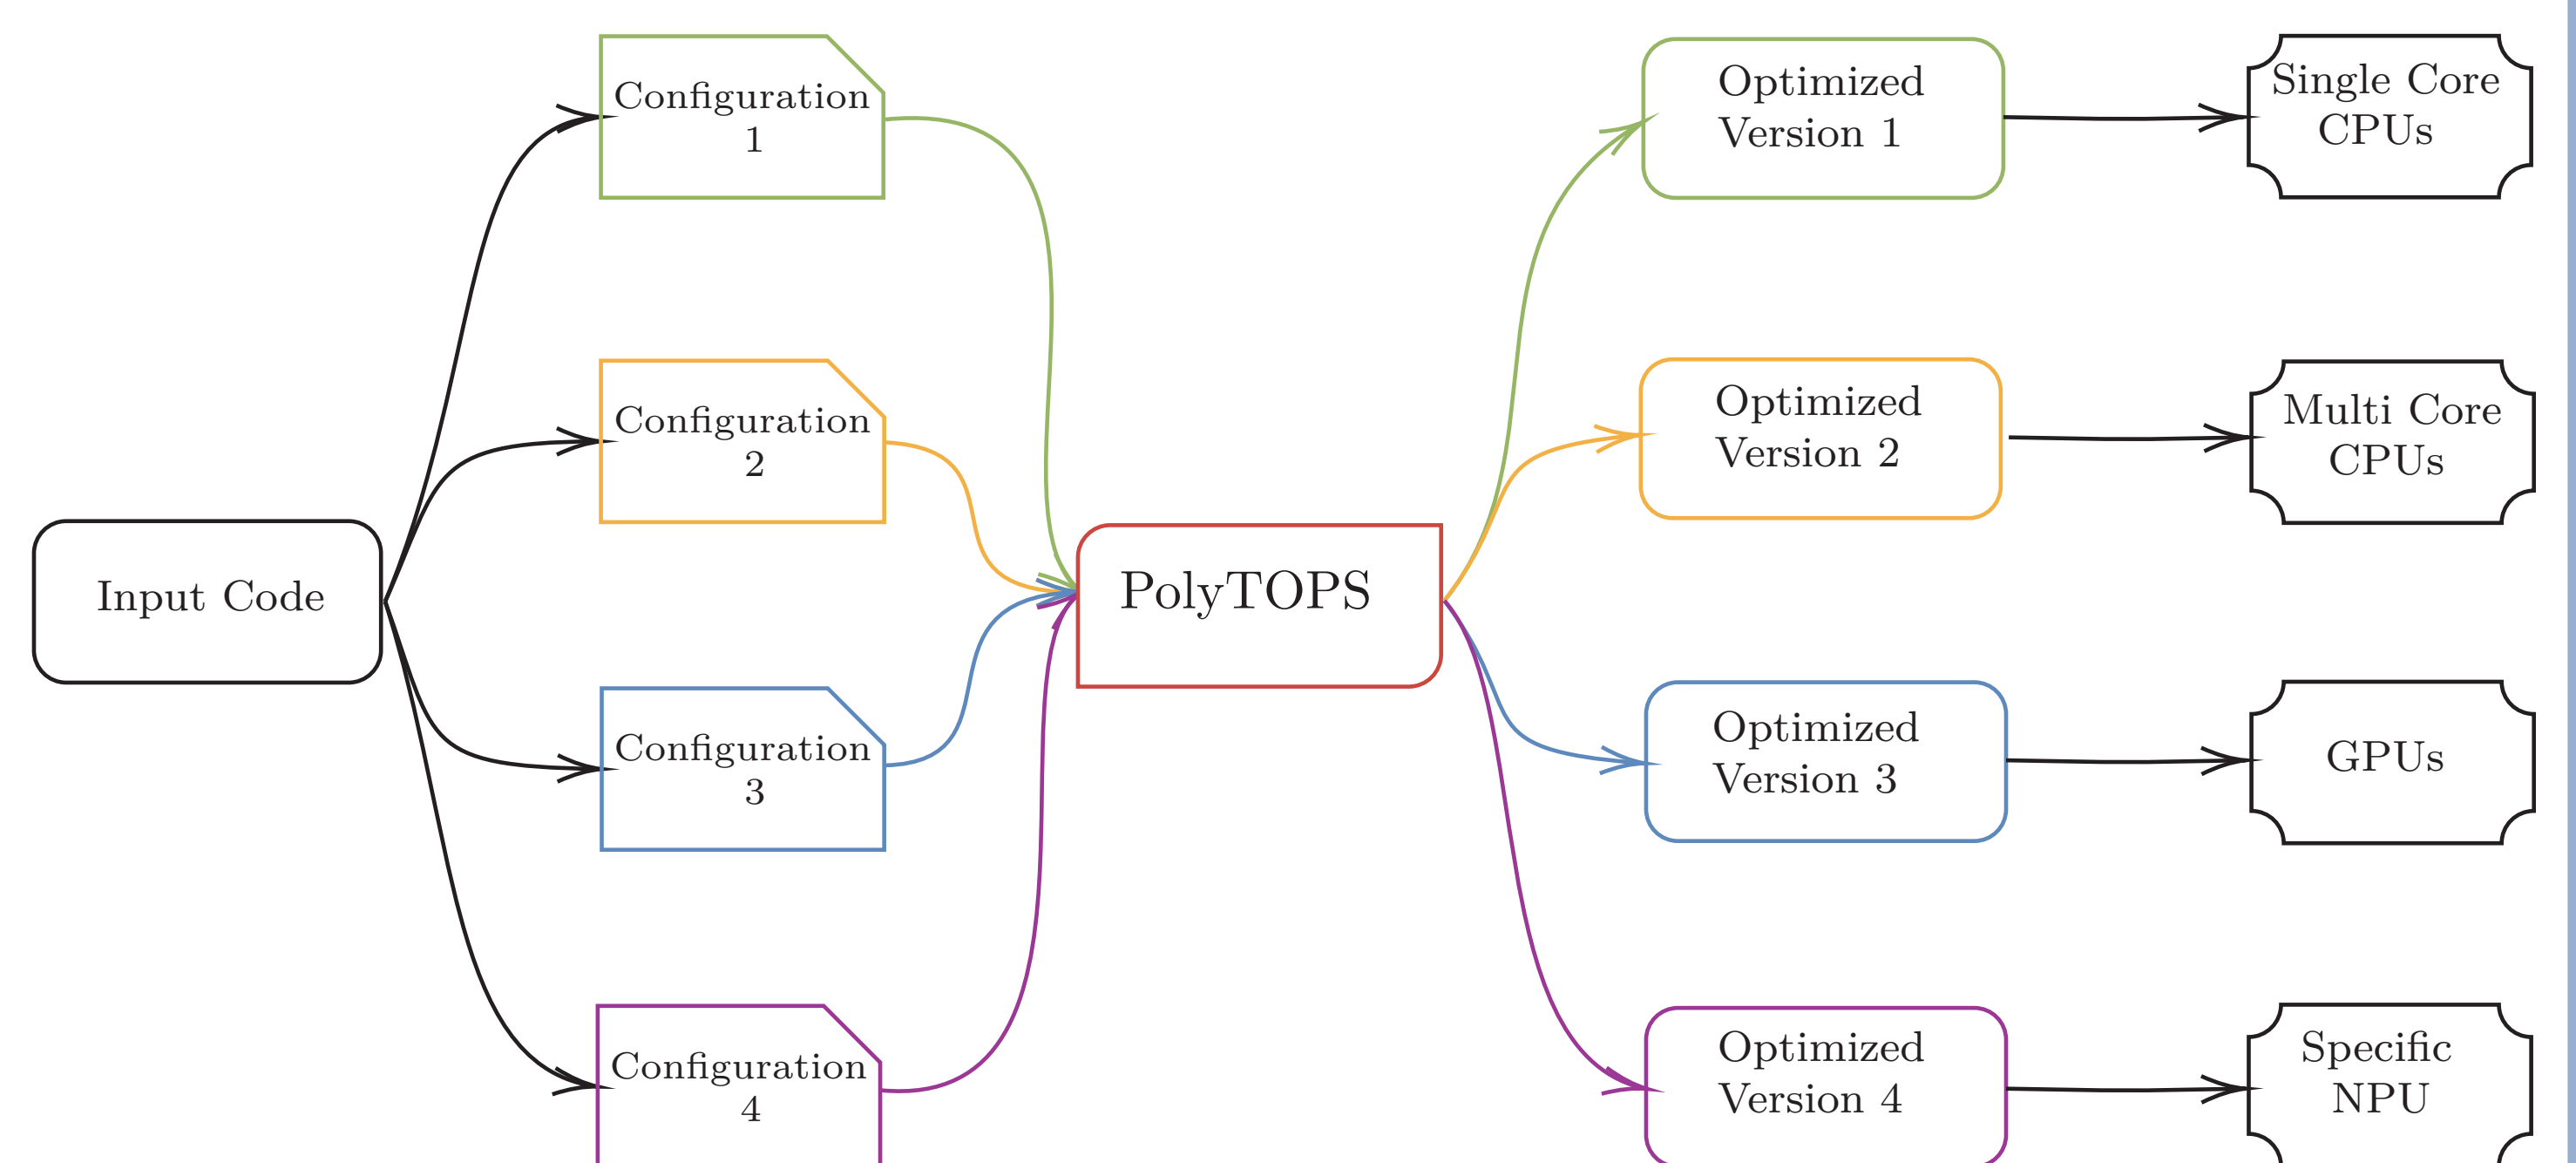 Input Code
Configuration
1
Configuration
2
Configuration
3
Configuration
4
PolyTOPS
Optimized
Version 1
Optimized
Version 2
Optimized
Version 3
Optimized
Version 4
Single Core
CPUs
Multi Core
CPUs
GPUs
Specific
NPU